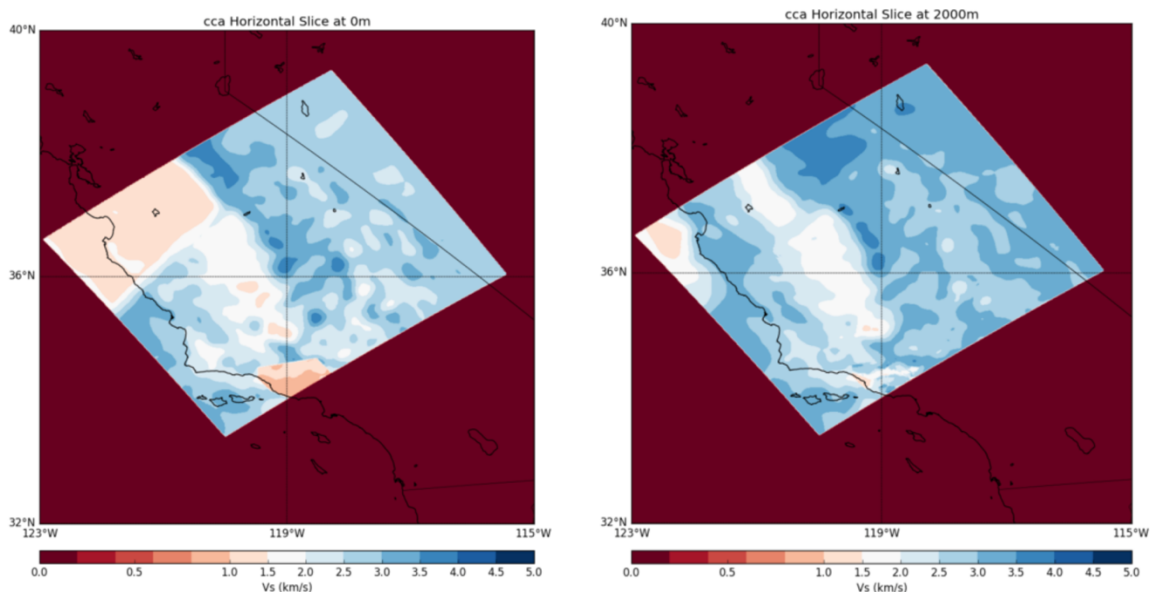 cca Horizontal Slice at 0m
40°N
36°N
32°N
123°W 119°W 115°W
0.0 0.5 1.0 1.5 2.0 2.5 3.0 3.5 4.0 4.5 5.0
Vs (km/s)
cca Horizontal Slice at 2000m
40°N
36°N
32°N
123°W 119°W 115°W
0.0 0.5 1.0 1.5 2.0 2.5 3.0 3.5 4.0 4.5 5.0
Vs (km/s)